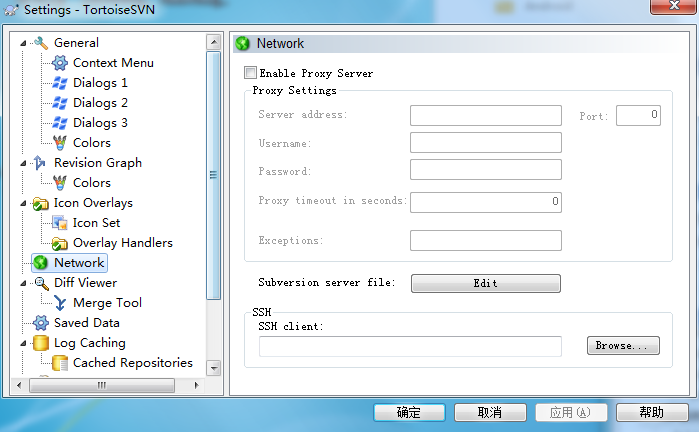 Settings - TortoiseSVN
General
Context Menu
Dialogs 1
Dialogs 2
Dialogs 3
Colors
Revision Graph
Colors
Icon Overlays
Icon Set
Overlay Handlers
Network
Diff Viewer
Merge Tool
Saved Data
Log Caching
Cached Repositories
Network
Enable Proxy Server
Proxy Settings
Server address:
Port: 0
Username:
Password:
Proxy timeout in seconds: 0
Exceptions:
Subversion server file: Edit
SSH
SSH client:
Browse...
确定 取消 应用(A) 帮助